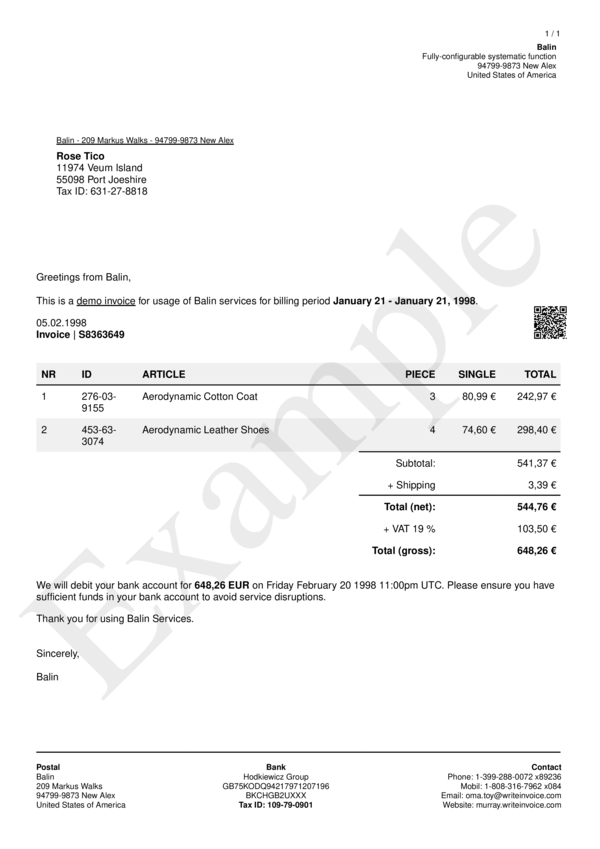 1 / 1
Balin
Fully-configurable systematic function
94799-9873 New Alex
United States of America
Balin - 209 Markus Walks - 94799-9873 New Alex
Rose Tico
11974 Veum Island
55098 Port Joeshire
Tax ID: 631-27-8818
Greetings from Balin,
This is a demo invoice for usage of Balin services for billing period January 21 - January 21, 1998.
05.02.1998
Invoice | S8363649
NR ID ARTICLE PIECE SINGLE TOTAL
1 276-03- Aerodynamic Cotton Coat 3 80,99 € 242,97 €
9155
2 453-63- Aerodynamic Leather Shoes 4 74,60 € 298,40 €
3074
Subtotal: 541,37 €
+ Shipping 3,39 €
Total (net): 544,76 €
+ VAT 19 % 103,50 €
Total (gross): 648,26 €
We will debit your bank account for 648,26 EUR on Friday February 20 1998 11:00pm UTC. Please ensure you have
sufficient funds in your bank account to avoid service disruptions.
Thank you for using Balin Services.
Sincerely,
Balin
Example
Postal
Balin
209 Markus Walks
94799-9873 New Alex
United States of America
Bank
Hodkiewicz Group
GB75KODQ94217971207196
BKCHGB2UXXX
Tax ID: 109-79-0901
Contact
Phone: 1-399-288-0072 x89236
Mobil: 1-808-316-7962 x084
Email: oma.toy@writeinvoice.com
Website: murray.writeinvoice.com